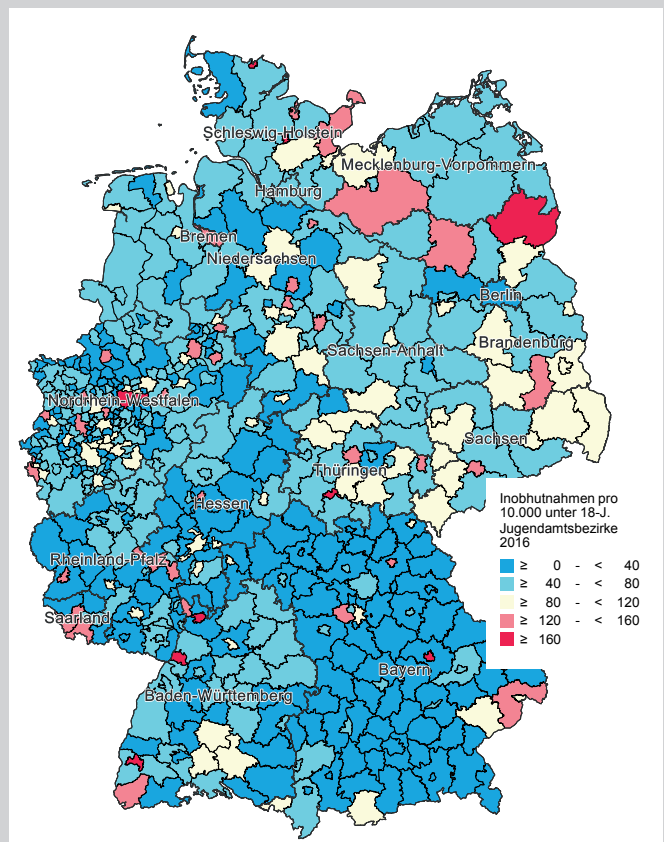 Schleswig-Holstein
Mecklenburg-Vorpommern
Hamburg
Bremen
Niedersachsen
Berlin
Brandenburg
Sachsen-Anhalt
Nordrhein-Westfalen
Sachsen
Thüringen
Hessen
Rheinland-Pfalz
Saarland
Bayern
Baden-Württemberg
Inobhutnahmen pro
10.000 unter 18-J.
Jugendamtsbezirke
2016
≥ 0 - < 40
≥ 40 - < 80
≥ 80 - < 120
≥ 120 - < 160
≥ 160